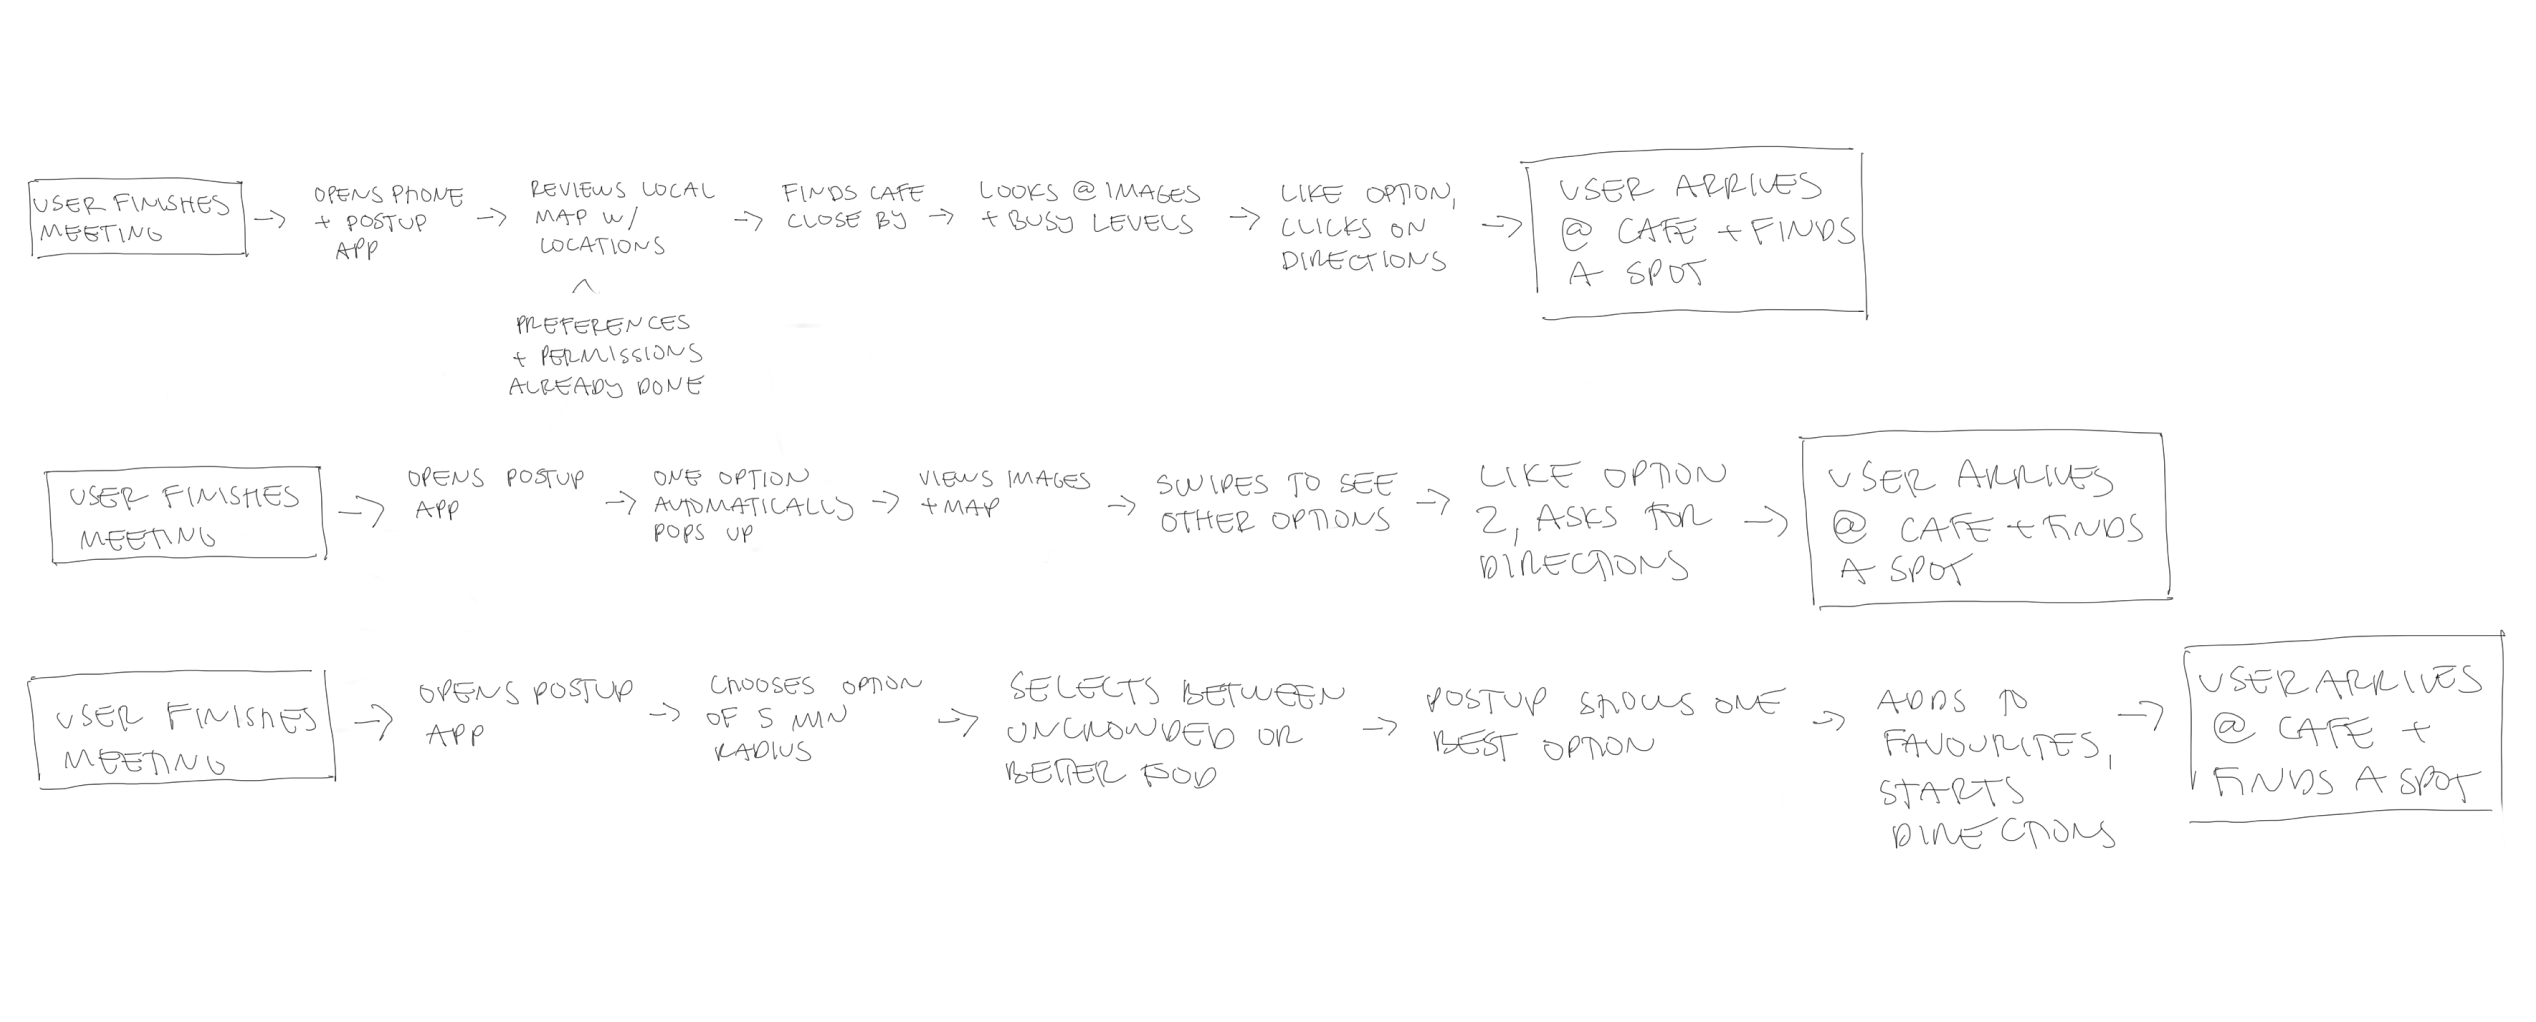 USER FINISHES
MEETING
->
OPENS PHONE
+ POSTUP
APP
->
REVIEWS LOCAL
MAP W/
LOCATIONS
^
PREFERENCES
+ PERMISSIONS
ALREADY DONE
->
FINDS CAFE
CLOSE BY
->
LOOKS @ IMAGES
+ BUSY LEVELS
->
LIKE OPTION,
CLICKS ON
DIRECTIONS
->
USER ARRIVES
@ CAFE + FINDS
A SPOT
USER FINISHES
MEETING
->
OPENS POSTUP
APP
->
ONE OPTION
AUTOMATICALLY
POPS UP
->
VIEWS IMAGES
+ MAP
->
SWIPES TO SEE
OTHER OPTIONS
->
LIKE OPTION
2, ASKS FOR
DIRECTIONS
->
USER ARRIVES
@ CAFE + FINDS
A SPOT
USER FINISHES
MEETING
->
OPENS POSTUP
APP
->
CHOOSES OPTION
OF 5 MIN
RADIUS
->
SELECTS BETWEEN
UNCROWDED OR
BETTER FOOD
->
POSTUP SHOWS ONE
BEST OPTION
->
ADDS TO
FAVOURITES,
STARTS
DIRECTIONS
->
USER ARRIVES
@ CAFE +
FINDS A SPOT